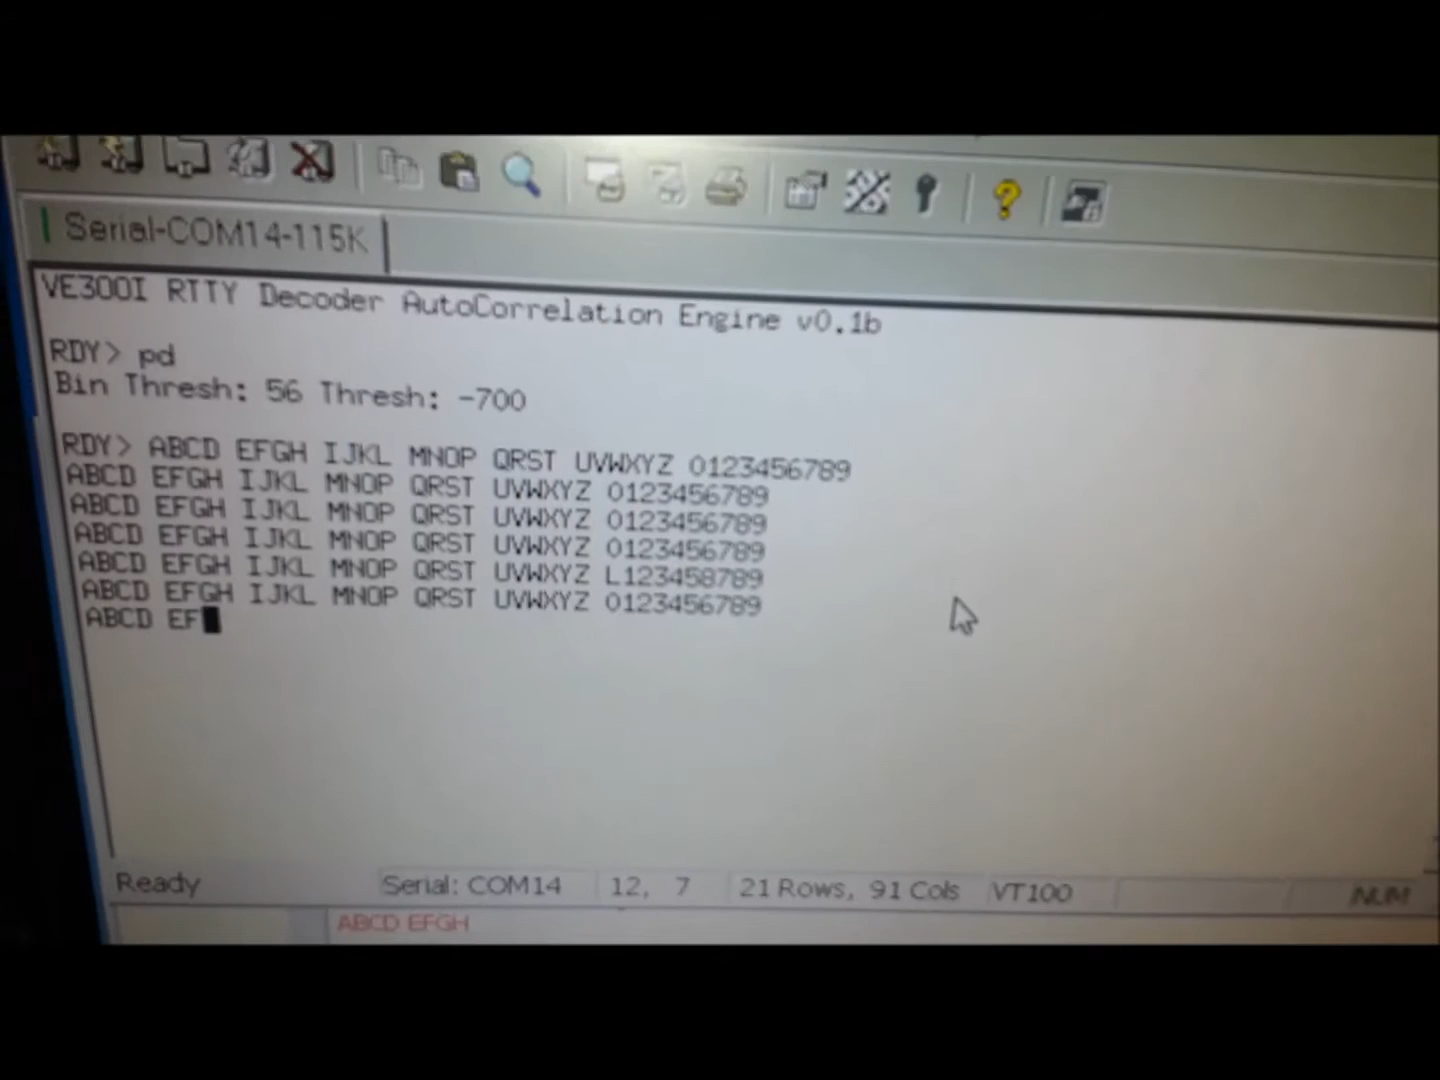 Serial-COM14-115K
VE3OOI RTTY Decoder AutoCorrelation Engine v0.1b
RDY> pd
Bin Thresh: 56 Thresh: -700
RDY> ABCD EFGH IJKL MNOP QRST UVWXYZ 0123456789
ABCD EFGH IJKL MNOP QRST UVWXYZ 0123456789
ABCD EFGH IJKL MNOP QRST UVWXYZ 0123456789
ABCD EFGH IJKL MNOP QRST UVWXYZ 0123456789
ABCD EFGH IJKL MNOP QRST UVWXYZ L123458789
ABCD EFGH IJKL MNOP QRST UVWXYZ 0123456789
ABCD EF
Ready Serial: COM14 12, 7 21 Rows, 91 Cols VT100 NUM
ABCD EFGH